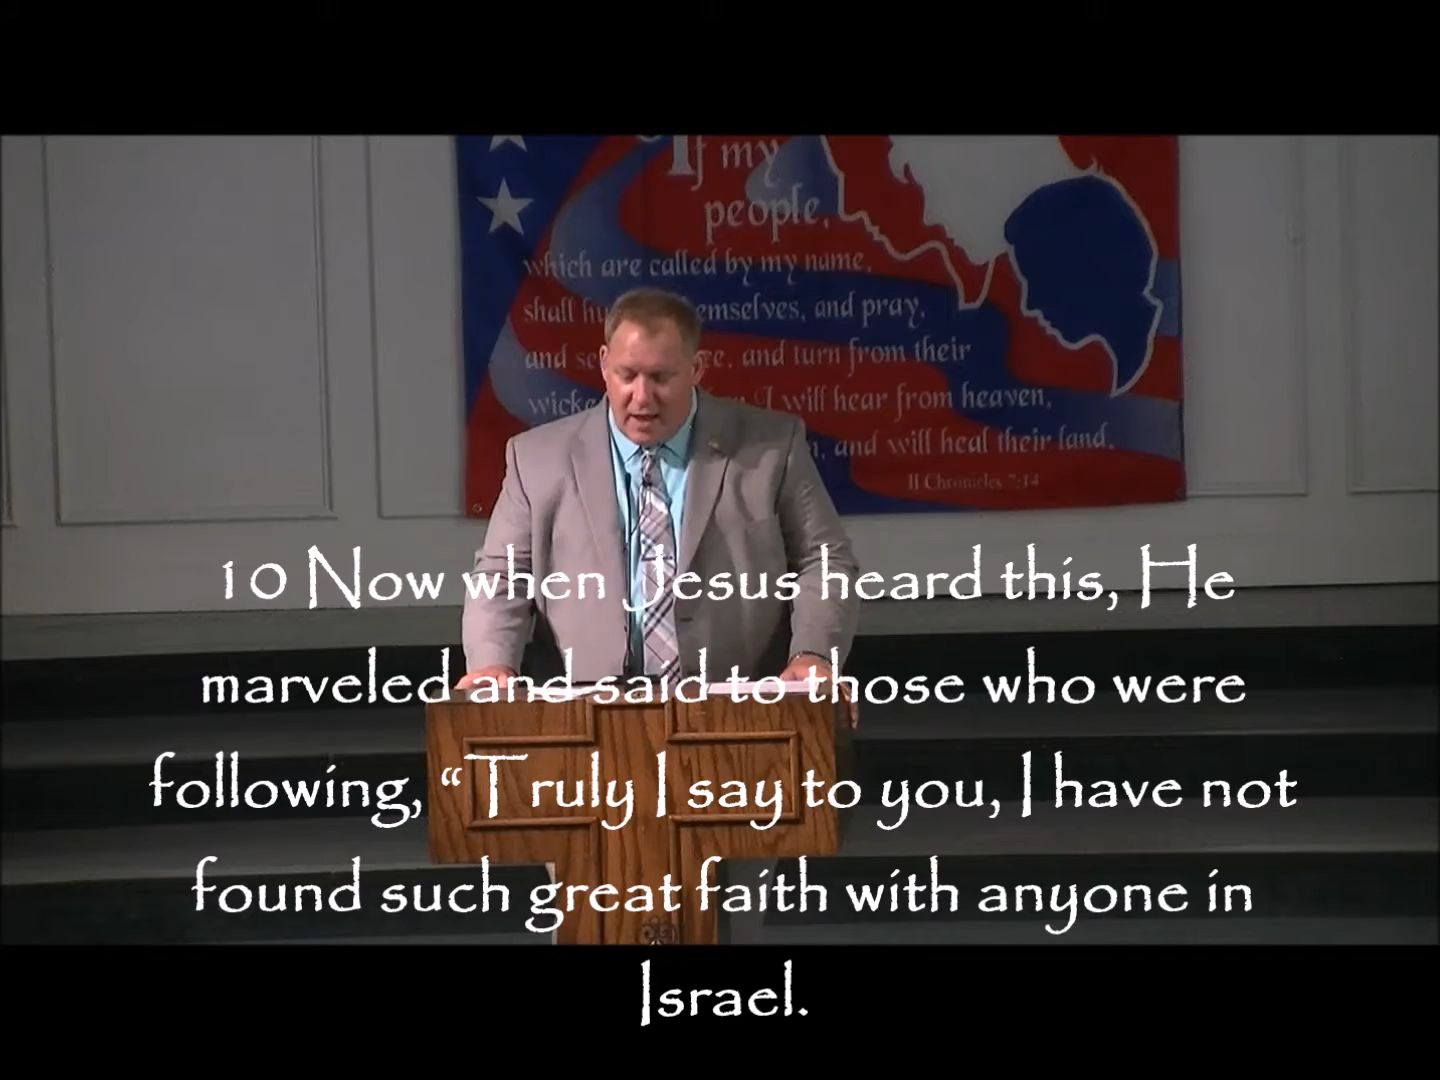 If my
people,
which are called by my name,
shall hu emselves, and pray,
and se ce, and turn from their
wicke I will hear from heaven,
, and will heal their land.
II Chronicles 7:14
10 Now when Jesus heard this, He
marveled and said to those who were
following, “Truly I say to you, I have not
found such great faith with anyone in
Israel.